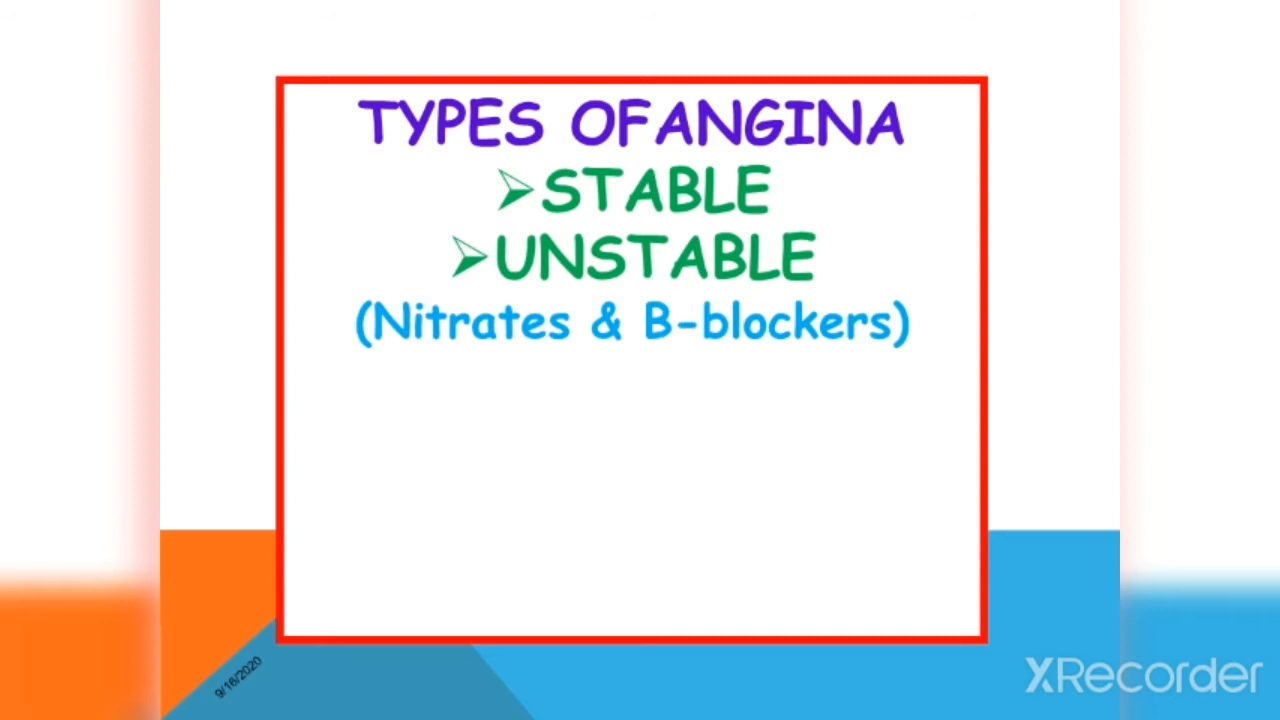 TYPES OFANGINA
➢STABLE
➢UNSTABLE
(Nitrates & B-blockers)
9/16/2020
XRecorder